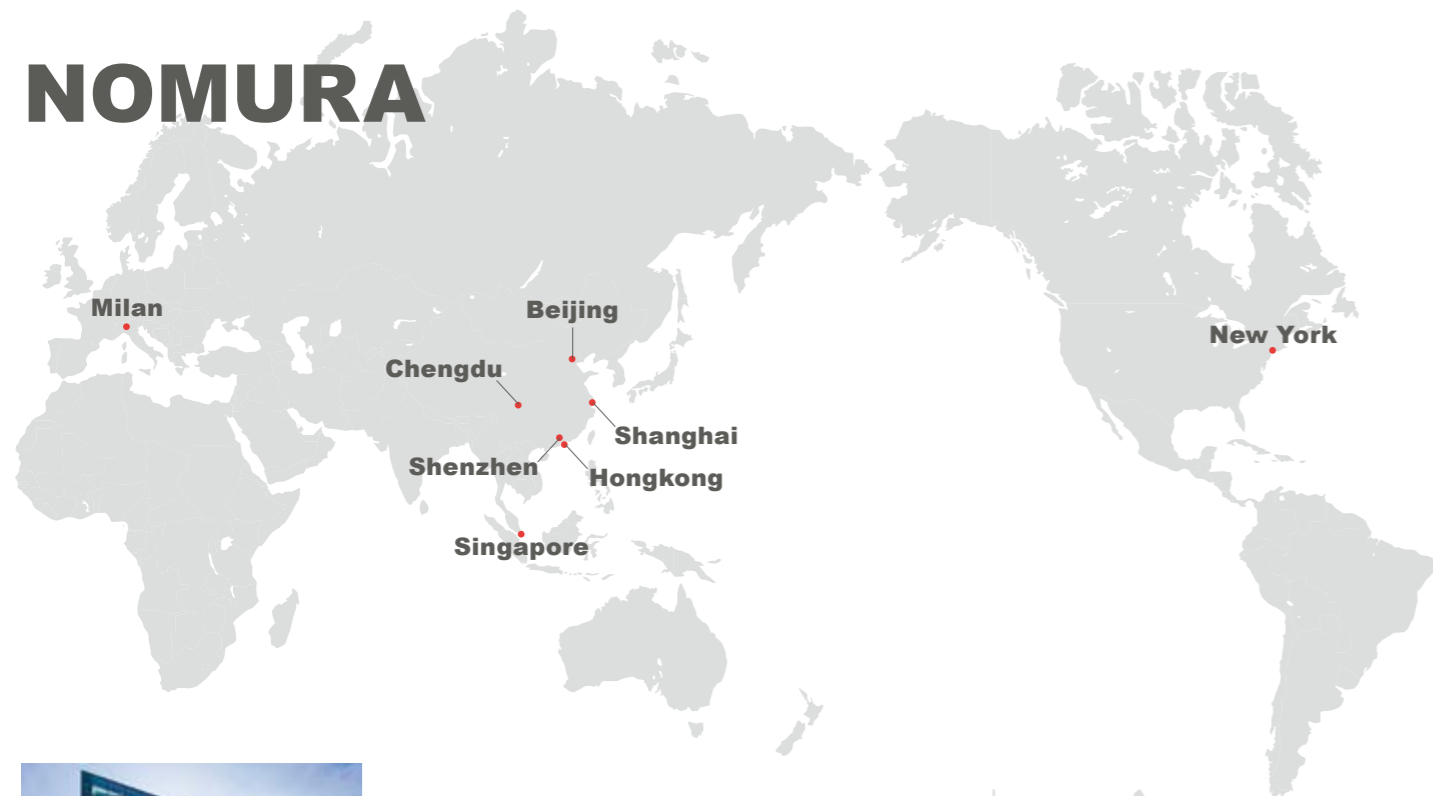 NOMURA
Milan
Beijing
New York
Chengdu
Shanghai
Shenzhen
Hongkong
Singapore